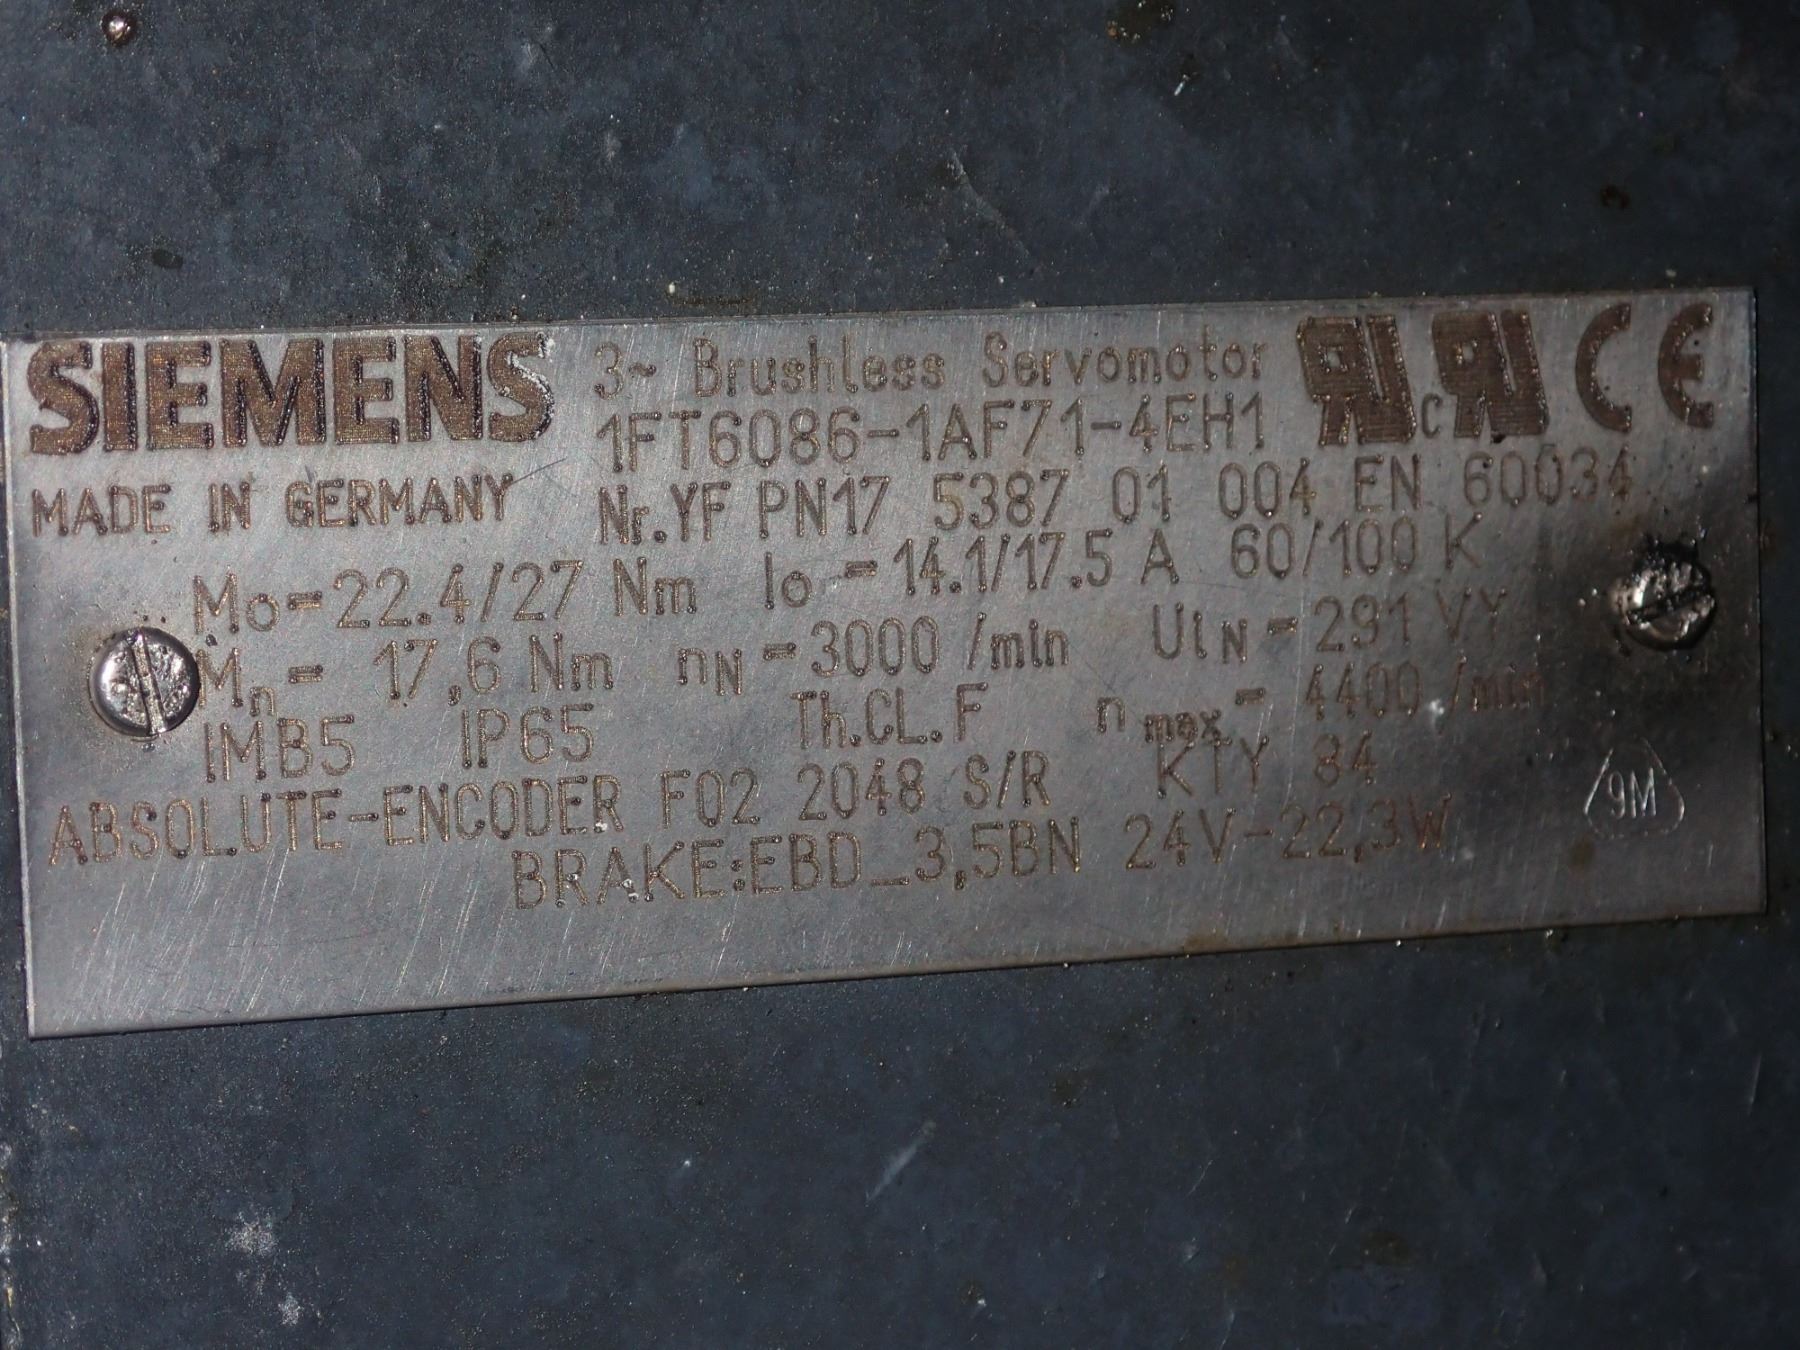 SIEMENS
3~ Brushless Servomotor
1FT6086-1AF71-4EH1
c
CE
MADE IN GERMANY
Nr.YF PN17 5387 01 004 EN 60034
Mo=22.4/27 Nm Io=14.1/17.5 A 60/100 K
Mn= 17,6 Nm nN=3000 /min UIN=291 VY
IMB5 IP65 Th.CL.F nmax= 4400 /min
ABSOLUTE-ENCODER F02 2048 S/R KTY 84
BRAKE:EBD_3,5BN 24V-22,3W
9M